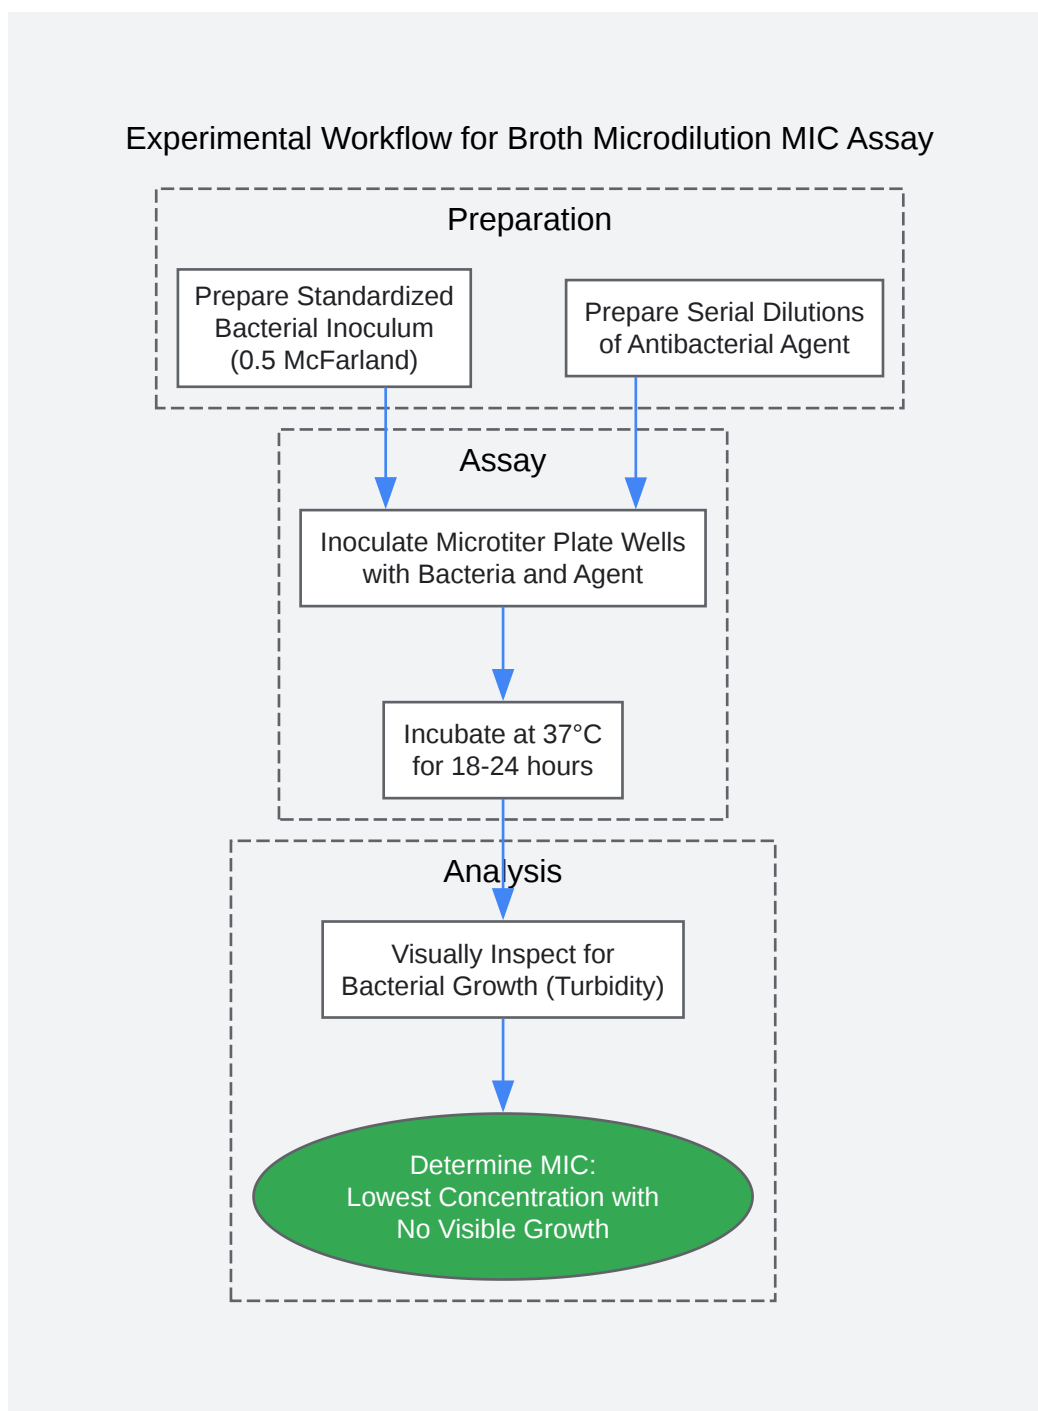 Experimental Workflow for Broth Microdilution MIC Assay
Preparation
Prepare Standardized
Bacterial Inoculum
(0.5 McFarland)
Prepare Serial Dilutions
of Antibacterial Agent
Assay
Inoculate Microtiter Plate Wells
with Bacteria and Agent
Incubate at 37°C
for 18-24 hours
Analysis
Visually Inspect for
Bacterial Growth (Turbidity)
Determine MIC:
Lowest Concentration with
No Visible Growth